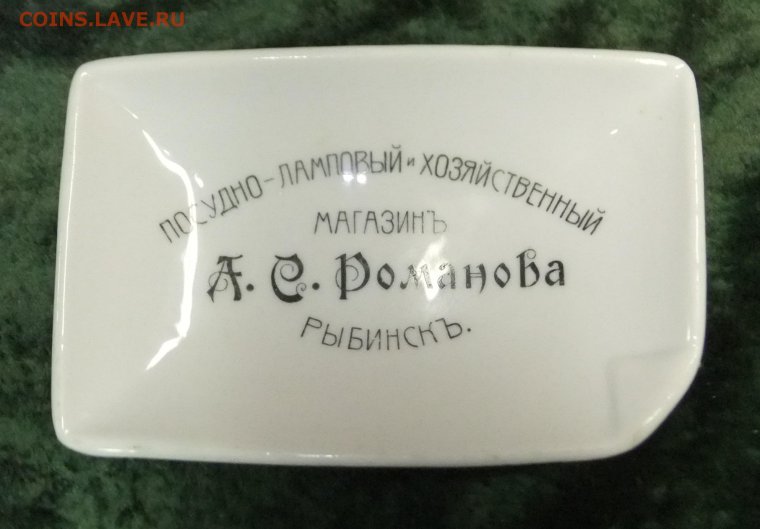 COINS.LAVE.RU
ПОСУДНО-ЛАМПОВЫЙ и ХОЗЯЙСТВЕННЫЙ
МАГАЗИНЪ
А. С. Романова
РЫБИНСКЪ.